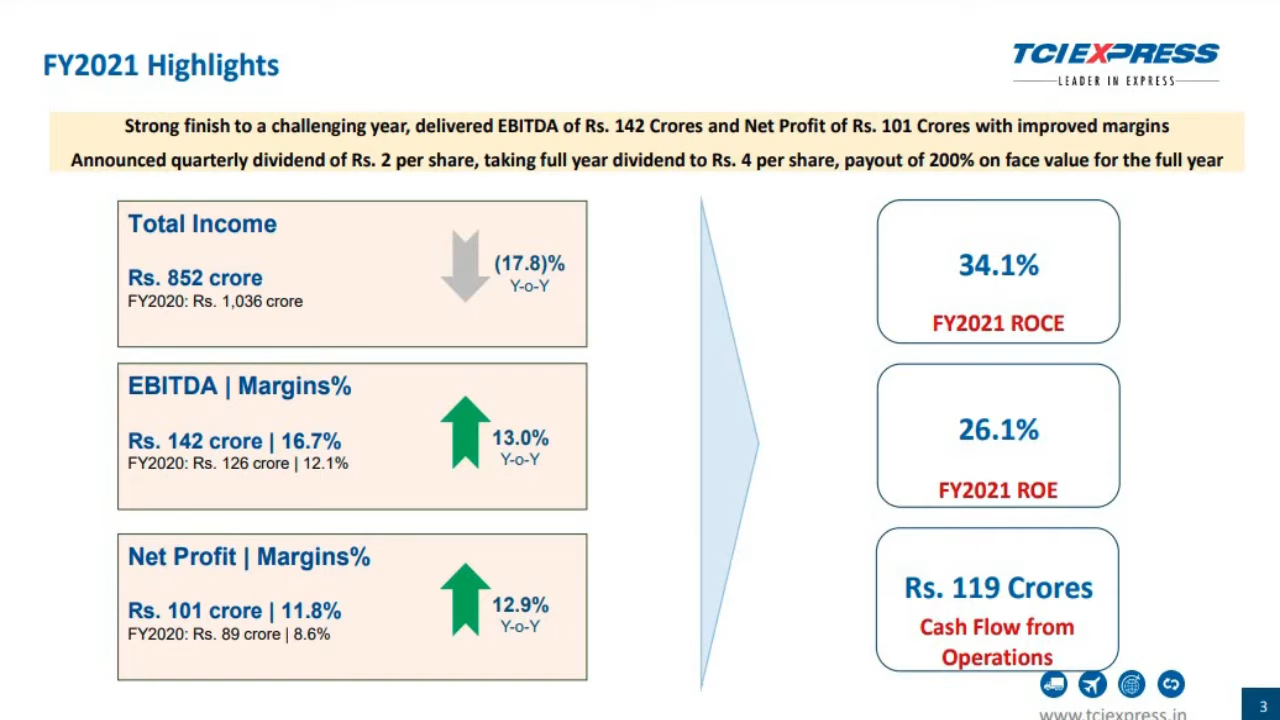 FY2021 Highlights
TCIEXPRESS
LEADER IN EXPRESS
Strong finish to a challenging year, delivered EBITDA of Rs. 142 Crores and Net Profit of Rs. 101 Crores with improved margins
Announced quarterly dividend of Rs. 2 per share, taking full year dividend to Rs. 4 per share, payout of 200% on face value for the full year
Total Income
Rs. 852 crore
FY2020: Rs. 1,036 crore
(17.8)%
Y-o-Y
EBITDA | Margins%
Rs. 142 crore | 16.7%
FY2020: Rs. 126 crore | 12.1%
13.0%
Y-o-Y
Net Profit | Margins%
Rs. 101 crore | 11.8%
FY2020: Rs. 89 crore | 8.6%
12.9%
Y-o-Y
34.1%
FY2021 ROCE
26.1%
FY2021 ROE
Rs. 119 Crores
Cash Flow from
Operations
www.tciexpress.in
3